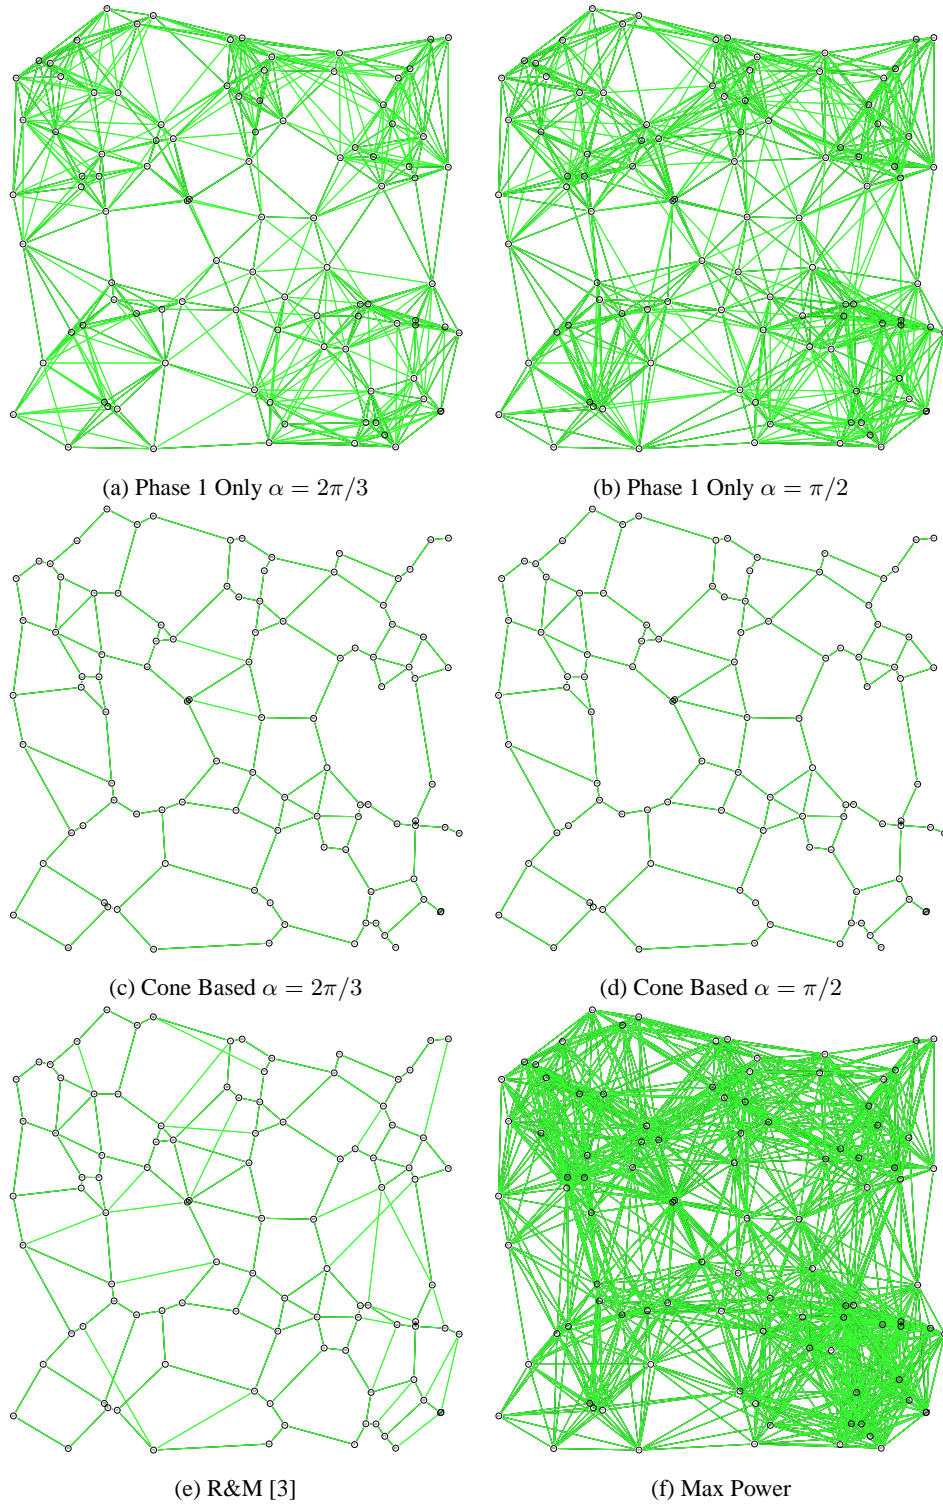 (a) Phase 1 Only α = 2π/3
(b) Phase 1 Only α = π/2
(c) Cone Based α = 2π/3
(d) Cone Based α = π/2
(e) R&M [3]
(f) Max Power